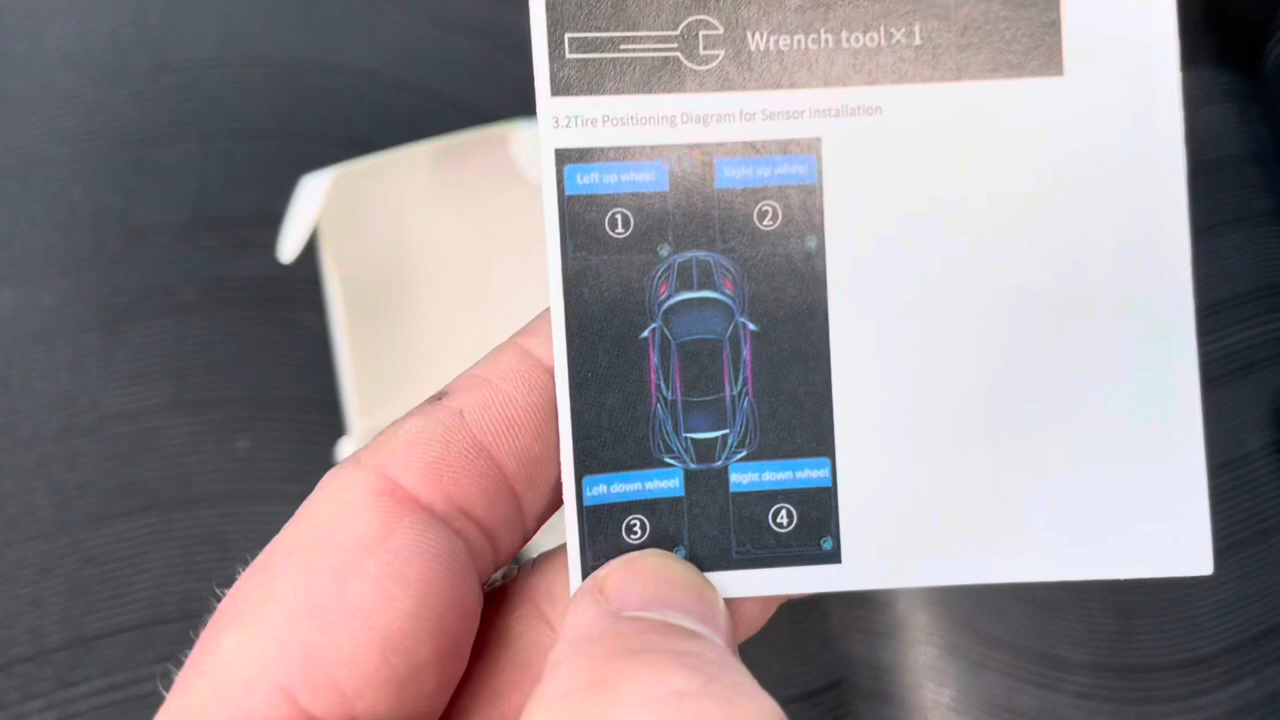 Wrench tool×1
3.2Tire Positioning Diagram for Sensor Installation
Left up wheel
Right up wheel
①
②
Left down wheel
Right down wheel
③
④